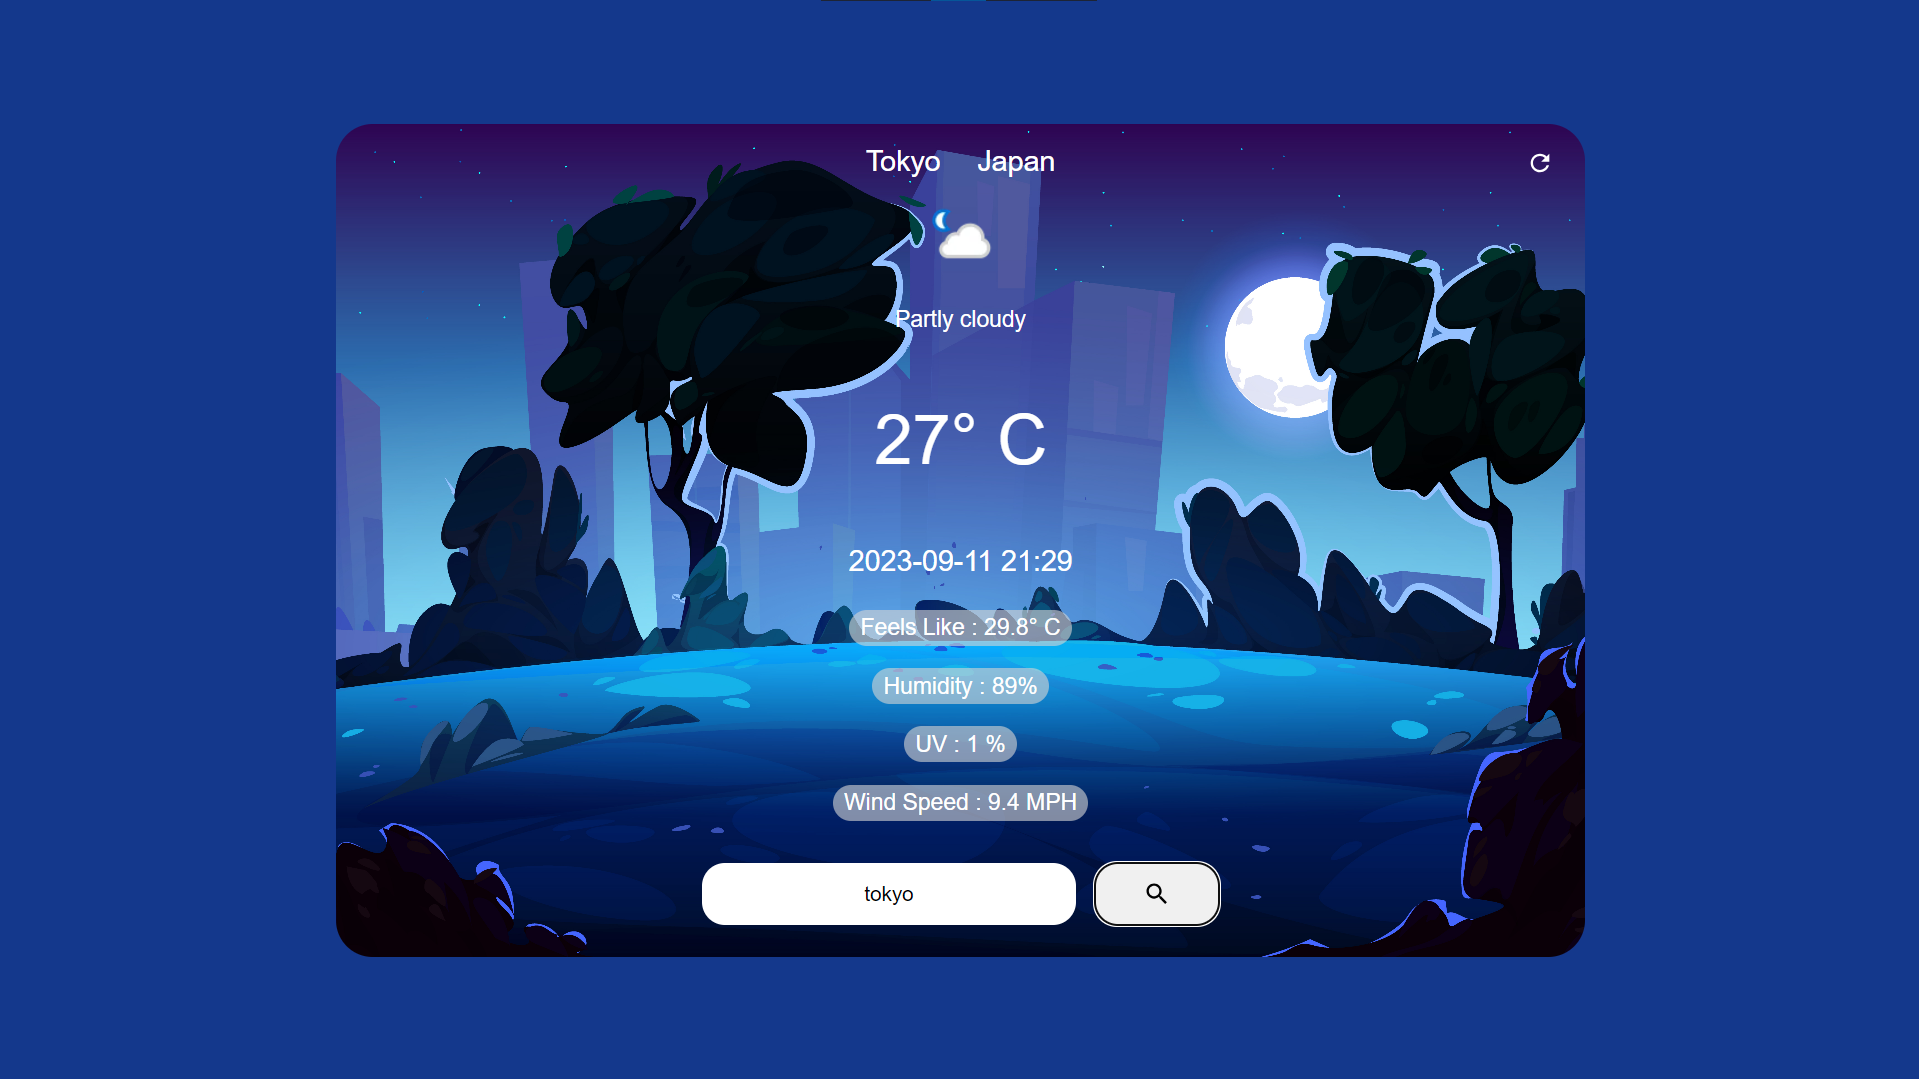 Tokyo Japan
Partly cloudy
27° C
2023-09-11 21:29
Feels Like : 29.8° C
Humidity : 89%
UV : 1 %
Wind Speed : 9.4 MPH
tokyo